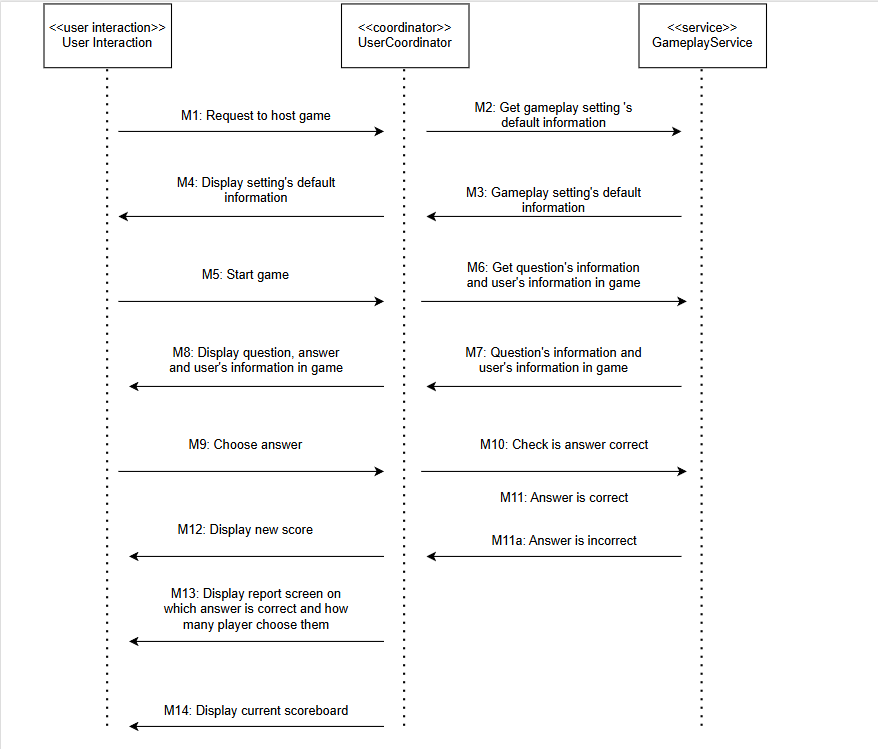 <<user interaction>>
User Interaction
<<coordinator>>
UserCoordinator
<<service>>
GameplayService
M1: Request to host game
M2: Get gameplay setting 's
default information
M4: Display setting's default
information
M3: Gameplay setting's default
information
M5: Start game
M6: Get question's information
and user's information in game
M8: Display question, answer
and user's information in game
M7: Question's information and
user's information in game
M9: Choose answer
M10: Check is answer correct
M11: Answer is correct
M12: Display new score
M11a: Answer is incorrect
M13: Display report screen on
which answer is correct and how
many player choose them
M14: Display current scoreboard